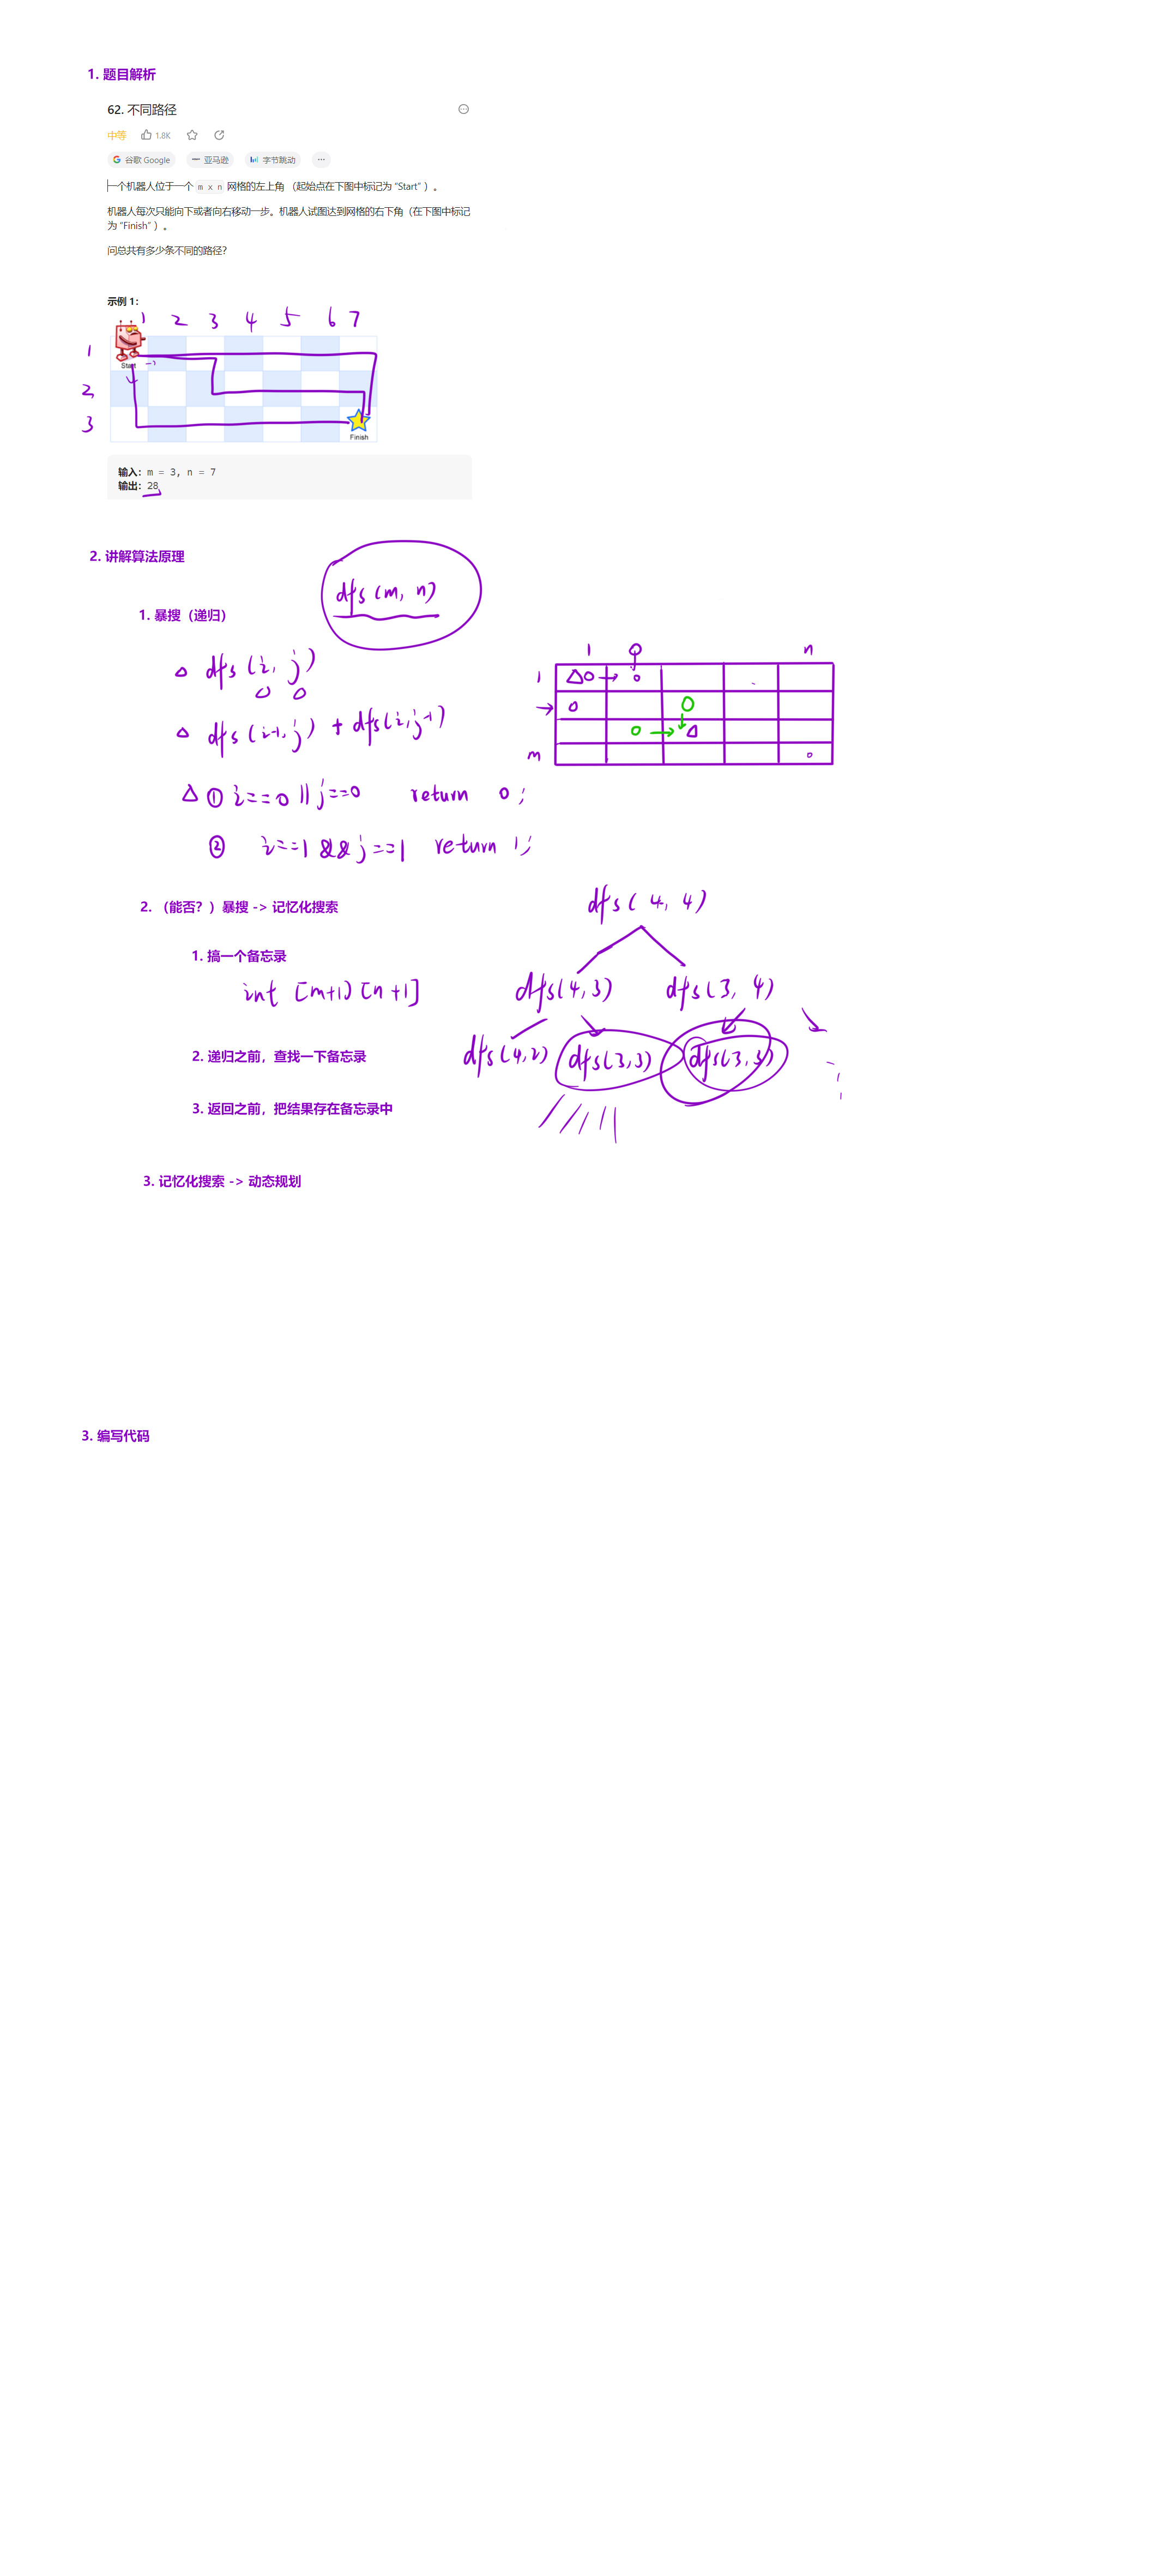 1. 题目解析
62. 不同路径
中等 1.8K
谷歌 Google 亚马逊 字节跳动 ...
一个机器人位于一个 m x n 网格的左上角 （起始点在下图中标记为 “Start” ）。
机器人每次只能向下或者向右移动一步。机器人试图达到网格的右下角（在下图中标记
为 “Finish” ）。
问总共有多少条不同的路径？
示例 1：
1 2 3 4 5 6 7
1
Start
2
3
Finish
输入：m = 3, n = 7
输出：28
2. 讲解算法原理
dfs (m, n)
1. 暴搜（递归）
1 n
dfs (i, j)
1
dfs (i-1, j) + dfs(i, j-1)
m
① i==0 || j==0 return 0;
② i==1 && j==1 return 1;
2. （能否？）暴搜 -> 记忆化搜索
dfs( 4, 4)
1. 搞一个备忘录
int [m+1] [n+1]
dfs(4,3) dfs(3, 4)
2. 递归之前，查找一下备忘录
dfs(4,2) dfs(3,3) dfs(3,3)
3. 返回之前，把结果存在备忘录中
3. 记忆化搜索 -> 动态规划
3. 编写代码